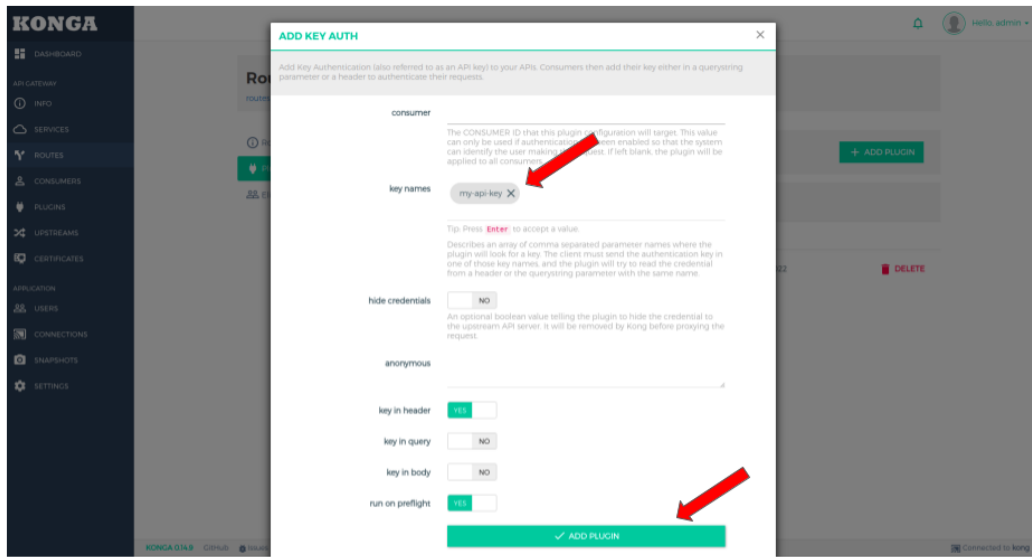 KONGA
Hello, admin
DASHBOARD
API GATEWAY
INFO
SERVICES
ROUTES
CONSUMERS
PLUGINS
UPSTREAMS
CERTIFICATES
APPLICATION
USERS
CONNECTIONS
SNAPSHOTS
SETTINGS
Ro
routes
ADD PLUGIN
DELETE
ADD KEY AUTH
Add Key Authentication (also referred to as an API key) to your APIs. Consumers then add their key either in a querystring
parameter or a header to authenticate their requests.
consumer
The CONSUMER ID that this plugin configuration will target. This value
can only be used if authentication been enabled so that the system
can identify the user making request. If left blank, the plugin will be
applied to all consumers.
key names
my-api-key
Tip: Press Enter to accept a value.
Describes an array of comma separated parameter names where the
plugin will look for a key. The client must send the authentication key in
one of those key names, and the plugin will try to read the credential
from a header or the querystring parameter with the same name.
hide credentials
NO
An optional boolean value telling the plugin to hide the credential to
the upstream API server. It will be removed by Kong before proxying the
request.
anonymous
key in header
YES
key in query
NO
key in body
NO
run on preflight
YES
ADD PLUGIN
KONGA 0.14.9 GitHub Issues
Connected to kong